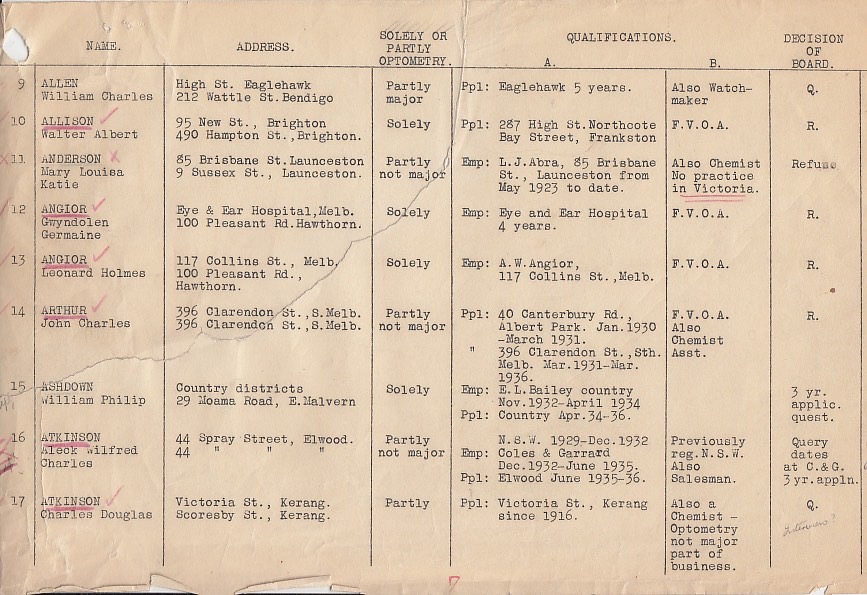 NAME. ADDRESS. SOLELY OR PARTLY OPTOMETRY. QUALIFICATIONS. A. B. DECISION OF BOARD.
9 ALLEN High St. Eaglehawk Partly Ppl: Eaglehawk 5 years. Also Watch- Q.
William Charles 212 Wattle St.Bendigo major maker
10 ALLISON 95 New St., Brighton Solely Ppl: 287 High St.Northcote F.V.O.A. R.
Walter Albert 490 Hampton St.,Brighton. Bay Street, Frankston
11 ANDERSON 85 Brisbane St.Launceston Partly Emp: L.J.Abra, 85 Brisbane Also Chemist Refuse
Mary Louisa 9 Sussex St., Launceston. not major St., Launceston from No practice
Katie May 1923 to date. in Victoria.
12 ANGIOR Eye & Ear Hospital,Melb. Solely Emp: Eye and Ear Hospital F.V.O.A. R.
Gwyndolen 100 Pleasant Rd.Hawthorn. 4 years.
Germaine
13 ANGIOR 117 Collins St., Melb. Solely Emp: A.W.Angior, F.V.O.A. R.
Leonard Holmes 100 Pleasant Rd., 117 Collins St.,Melb.
Hawthorn.
14 ARTHUR 396 Clarendon St.,S.Melb. Partly Ppl: 40 Canterbury Rd., F.V.O.A. R.
John Charles 396 Clarendon St.,S.Melb. not major Albert Park. Jan.1930 Also
-March 1931. Chemist
" 396 Clarendon St.,Sth. Asst.
Melb. Mar.1931-Mar.
1936.
15 ASHDOWN Country districts Solely Emp: E.L.Bailey country 3 yr.
William Philip 29 Moama Road, E.Malvern Nov.1932-April 1934 applic.
Ppl: Country Apr.34-36. quest.
16 ATKINSON 44 Spray Street, Elwood. Partly N.S.W. 1929-Dec.1932 Previously Query
Aleck Wilfred 44 " " " not major Emp: Coles & Garrard reg.N.S.W. dates
Charles Dec.1932-June 1935. Also at C.& G.
Ppl: Elwood June 1935-36. Salesman. 3 yr.appln.
17 ATKINSON Victoria St., Kerang. Partly Ppl: Victoria St., Kerang Also a Q.
Charles Douglas Scoresby St., Kerang. since 1916. Chemist -
Optometry
not major
part of
business.